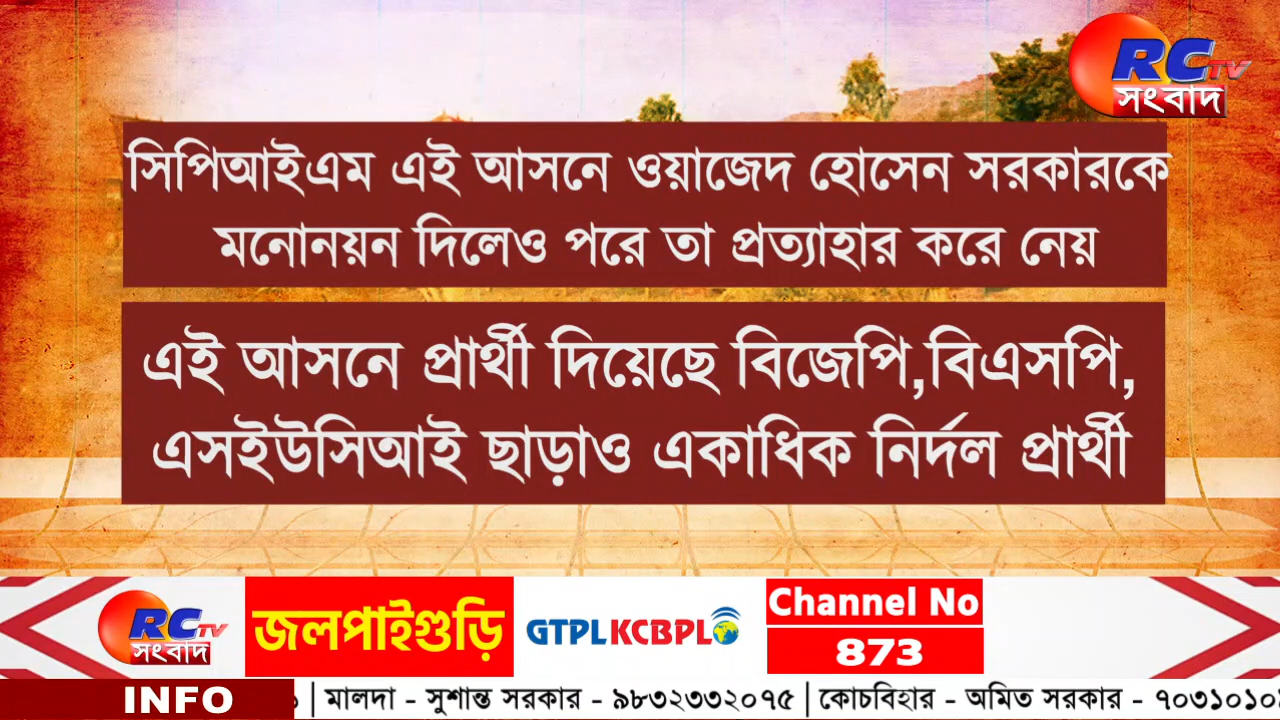 RC TV
সংবাদ
সিপিআইএম এই আসনে ওয়াজেদ হোসেন সরকারকে
মনোনয়ন দিলেও পরে তা প্রত্যাহার করে নেয়
এই আসনে প্রার্থী দিয়েছে বিজেপি,বিএসপি,
এসইউসিআই ছাড়াও একাধিক নির্দল প্রার্থী
RC TV
সংবাদ
জলপাইগুড়ি
GTPL KCBPL
Channel No
873
INFO
| মালদা - সুশান্ত সরকার - ৯৮৩২৩৩২০৭৫ | কোচবিহার - অমিত সরকার - ৭০৩১০১০